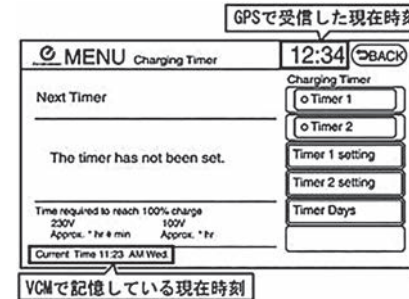 GPSで受信した現在時刻
MENU Charging Timer
12:34
BACK
Next Timer
Charging Timer
Timer 1
Timer 2
The timer has not been set.
Timer 1 setting
Timer 2 setting
Timer Days
Time required to reach 100% charge
230V 100V
Approx. * hr # min Approx. * hr
Current Time 11:23 AM Wed.
VCMで記憶している現在時刻